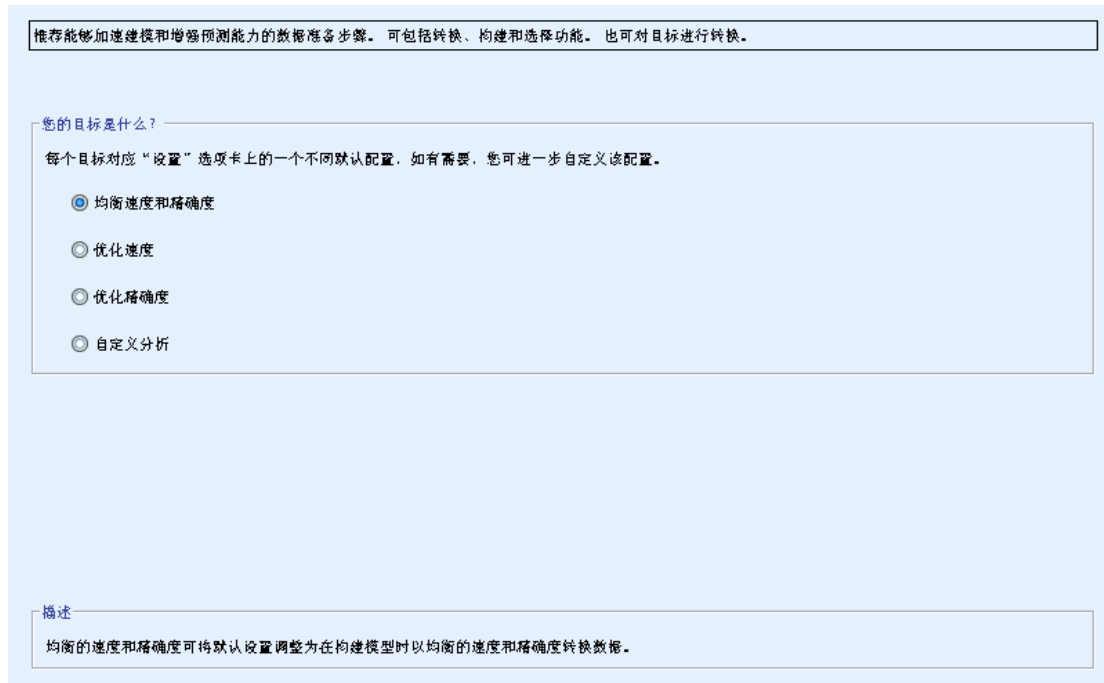 推荐能够加速建模和增强预测能力的数据准备步骤。 可包括转换、构建和选择功能。 也可对目标进行转换。
您的目标是什么？
每个目标对应“设置”选项卡上的一个不同默认配置，如有需要，您可进一步自定义该配置。
均衡速度和精确度
优化速度
优化精确度
自定义分析
描述
均衡的速度和精确度可将默认设置调整为在构建模型时以均衡的速度和精确度转换数据。